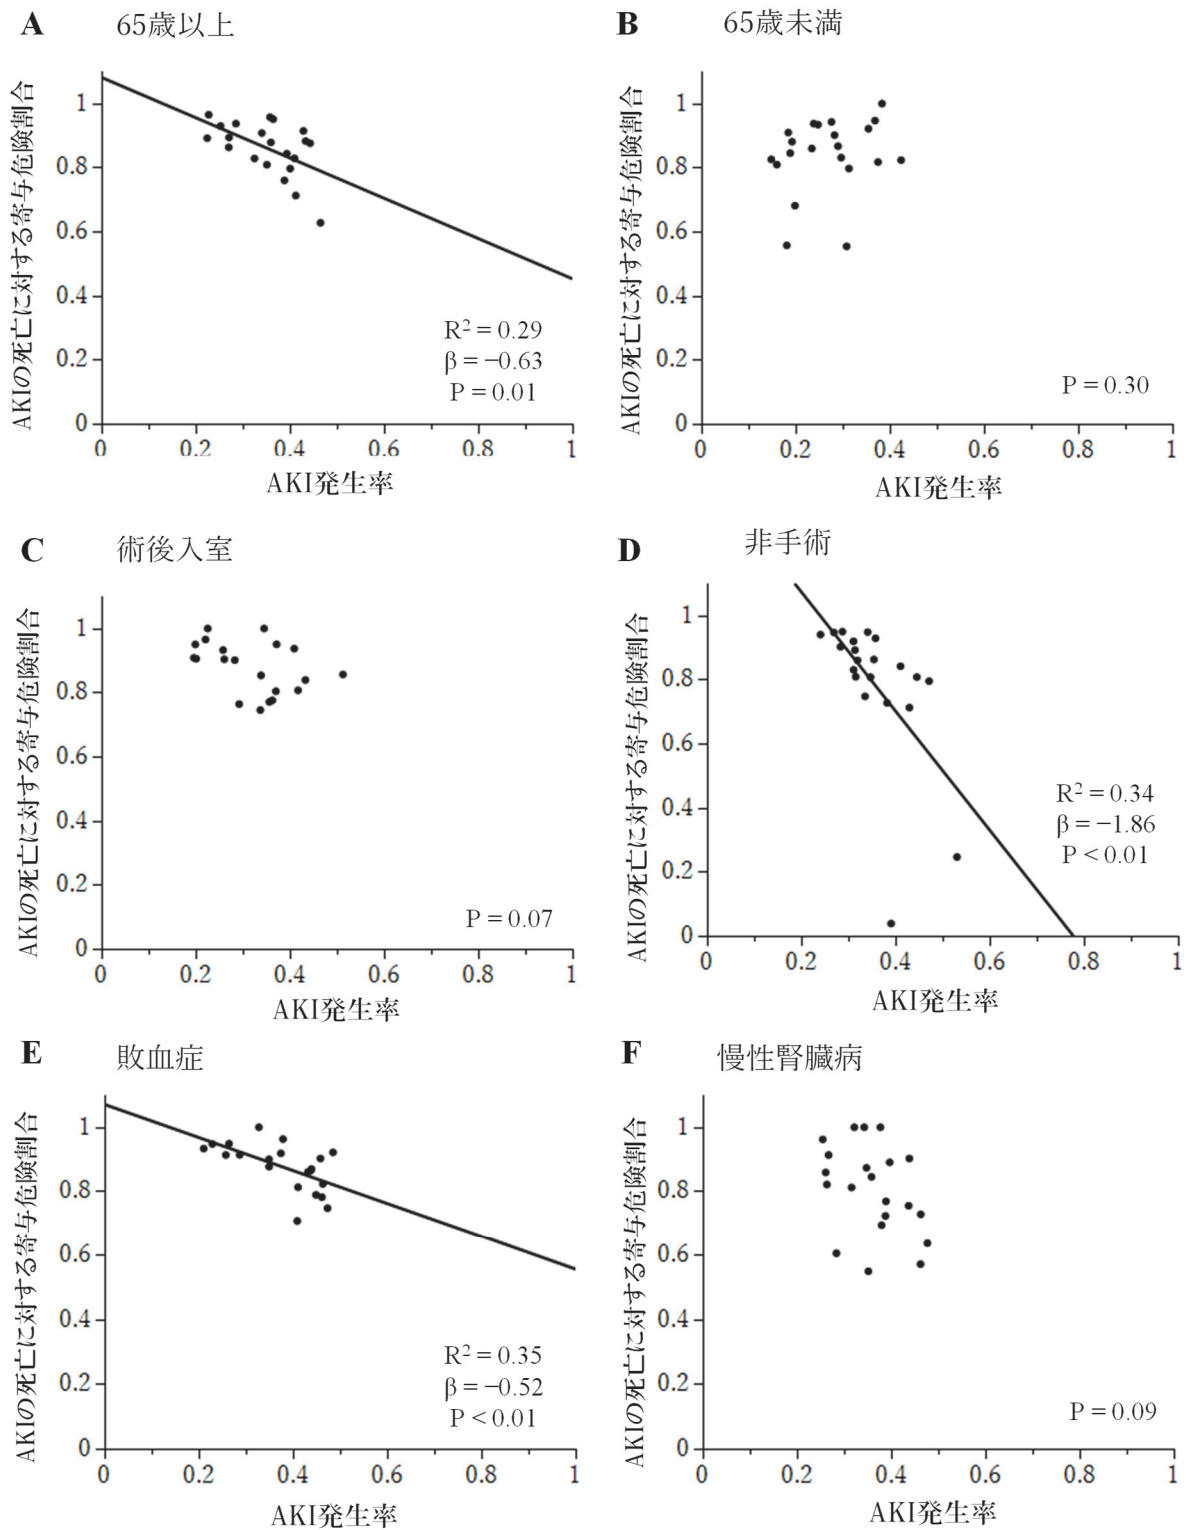 A 65歳以上
AKIの死亡に対する寄与危険割合
1
0.8
0.6
0.4
0.2
0
R² = 0.29
β = −0.63
P = 0.01
0 0.2 0.4 0.6 0.8 1
AKI発生率
B 65歳未満
AKIの死亡に対する寄与危険割合
1
0.8
0.6
0.4
0.2
0
P = 0.30
0 0.2 0.4 0.6 0.8 1
AKI発生率
C 術後入室
AKIの死亡に対する寄与危険割合
1
0.8
0.6
0.4
0.2
0
P = 0.07
0 0.2 0.4 0.6 0.8 1
AKI発生率
D 非手術
AKIの死亡に対する寄与危険割合
1
0.8
0.6
0.4
0.2
0
R² = 0.34
β = −1.86
P < 0.01
0 0.2 0.4 0.6 0.8 1
AKI発生率
E 敗血症
AKIの死亡に対する寄与危険割合
1
0.8
0.6
0.4
0.2
0
R² = 0.35
β = −0.52
P < 0.01
0 0.2 0.4 0.6 0.8 1
AKI発生率
F 慢性腎臓病
AKIの死亡に対する寄与危険割合
1
0.8
0.6
0.4
0.2
0
P = 0.09
0 0.2 0.4 0.6 0.8 1
AKI発生率